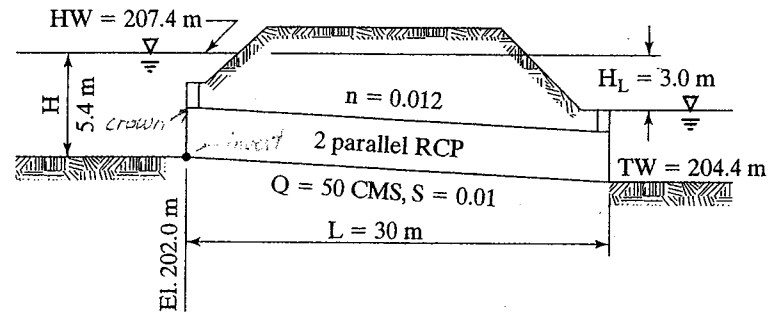 HW = 207.4 m
H_L = 3.0 m
H
5.4 m
n = 0.012
crown
invert
2 parallel RCP
TW = 204.4 m
Q = 50 CMS, S = 0.01
L = 30 m
El. 202.0 m